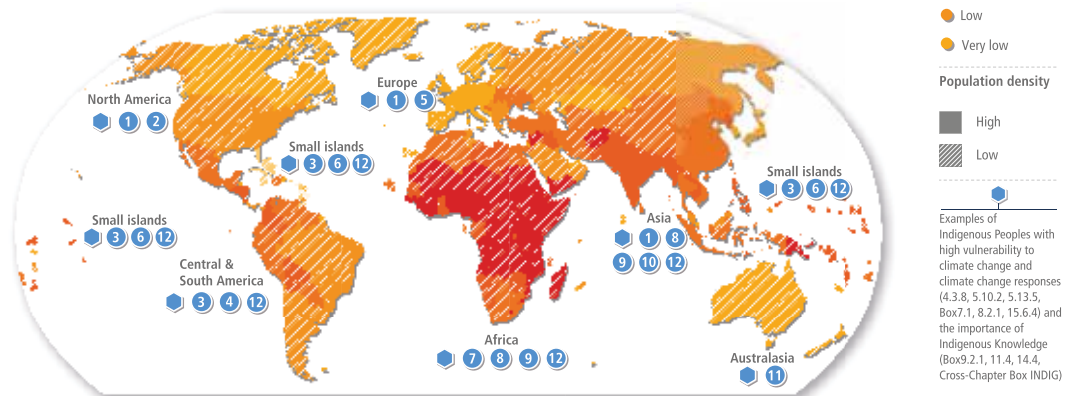 North America
1 2
Europe
1 5
Small islands
3 6 12
Small islands
3 6 12
Small islands
3 6 12
Central &
South America
3 4 12
Asia
1 8
9 10 12
Africa
7 8 9 12
Australasia
11
Low
Very low
Population density
High
Low
Examples of
Indigenous Peoples with
high vulnerability to
climate change and
climate change responses
(4.3.8, 5.10.2, 5.13.5,
Box7.1, 8.2.1, 15.6.4) and
the importance of
Indigenous Knowledge
(Box9.2.1, 11.4, 14.4,
Cross-Chapter Box INDIG)